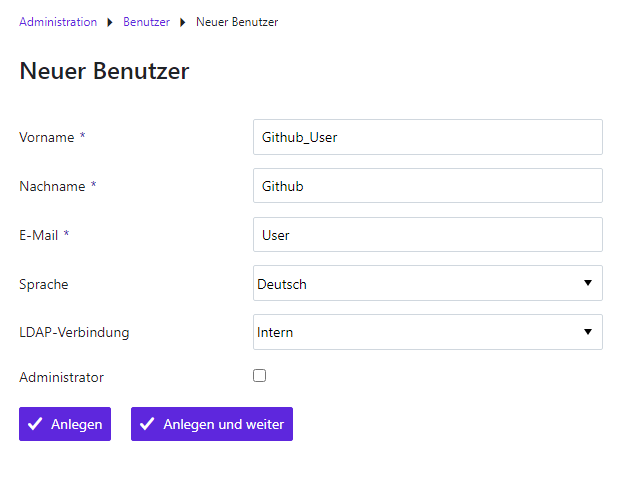 Administration Benutzer Neuer Benutzer
Neuer Benutzer
Vorname * Github_User
Nachname * Github
E-Mail * User
Sprache Deutsch
LDAP-Verbindung Intern
Administrator
Anlegen Anlegen und weiter